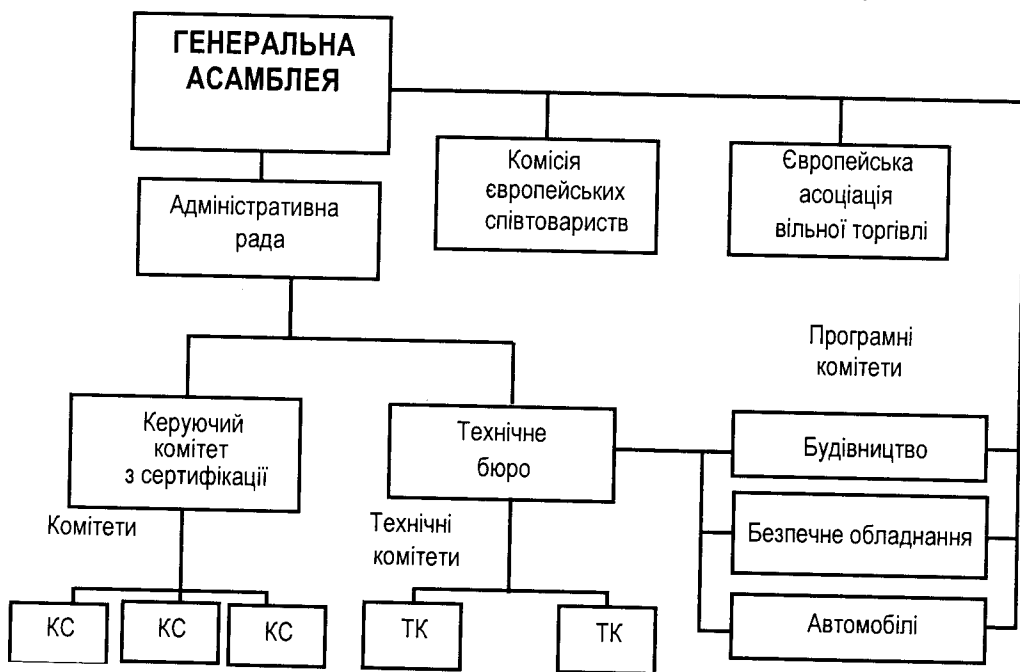 ГЕНЕРАЛЬНА
АСАМБЛЕЯ
Комісія
європейських
співтовариств
Європейська
асоціація
вільної торгівлі
Адміністративна
рада
Програмні
комітети
Керуючий
комітет
з сертифікації
Технічне
бюро
Будівництво
Безпечне обладнання
Автомобілі
Комітети
Технічні
комітети
КС
КС
КС
ТК
ТК